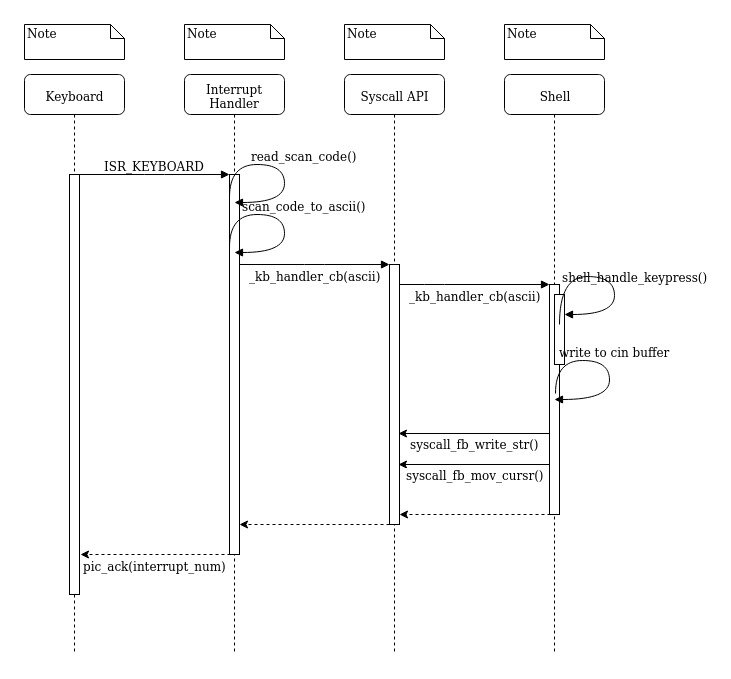 Note
Note
Note
Note
Keyboard
Interrupt
Handler
Syscall API
Shell
read_scan_code()
ISR_KEYBOARD
scan_code_to_ascii()
_kb_handler_cb(ascii)
shell_handle_keypress()
_kb_handler_cb(ascii)
write to cin buffer
syscall_fb_write_str()
syscall_fb_mov_cursr()
pic_ack(interrupt_num)